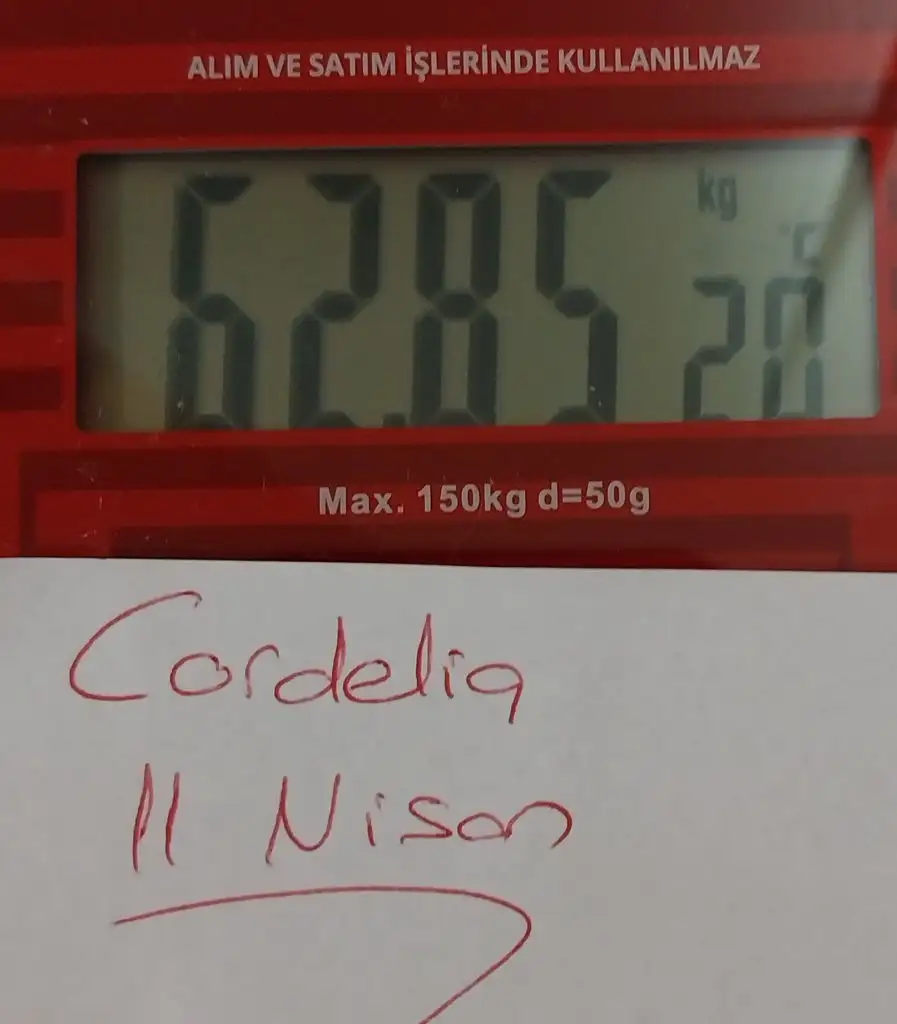 ALIM VE SATIM İŞLERİNDE KULLANILMAZ
62.85 kg
20 °C
Max. 150kg d=50g
Cordelia
11 Nisan